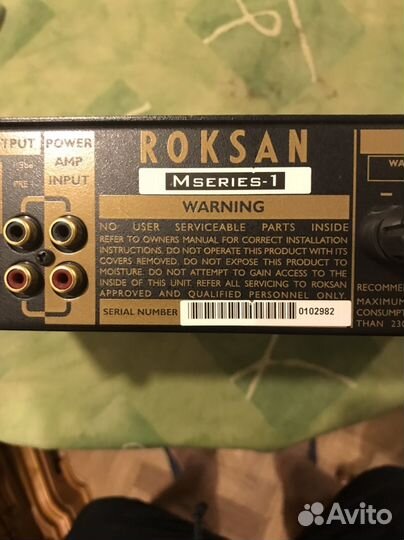 TPUT
POWER
AMP
INPUT
PRE
ROKSAN
MSERIES-1
WARNING
NO USER SERVICEABLE PARTS INSIDE
REFER TO OWNERS MANUAL FOR CORRECT INSTALLATION
INSTRUCTIONS. DO NOT OPERATE THIS PRODUCT WITH ITS
COVERS REMOVED. DO NOT EXPOSE THIS PRODUCT TO
MOISTURE. DO NOT ATTEMPT TO GAIN ACCESS TO THE
INSIDE OF THIS UNIT. REFER ALL SERVICING TO ROKSAN
APPROVED AND QUALIFIED PERSONNEL ONLY.
SERIAL NUMBER
0102982
WA
RECOMME
MAXIMUM
CONSUMPT
THAN 230
Avito